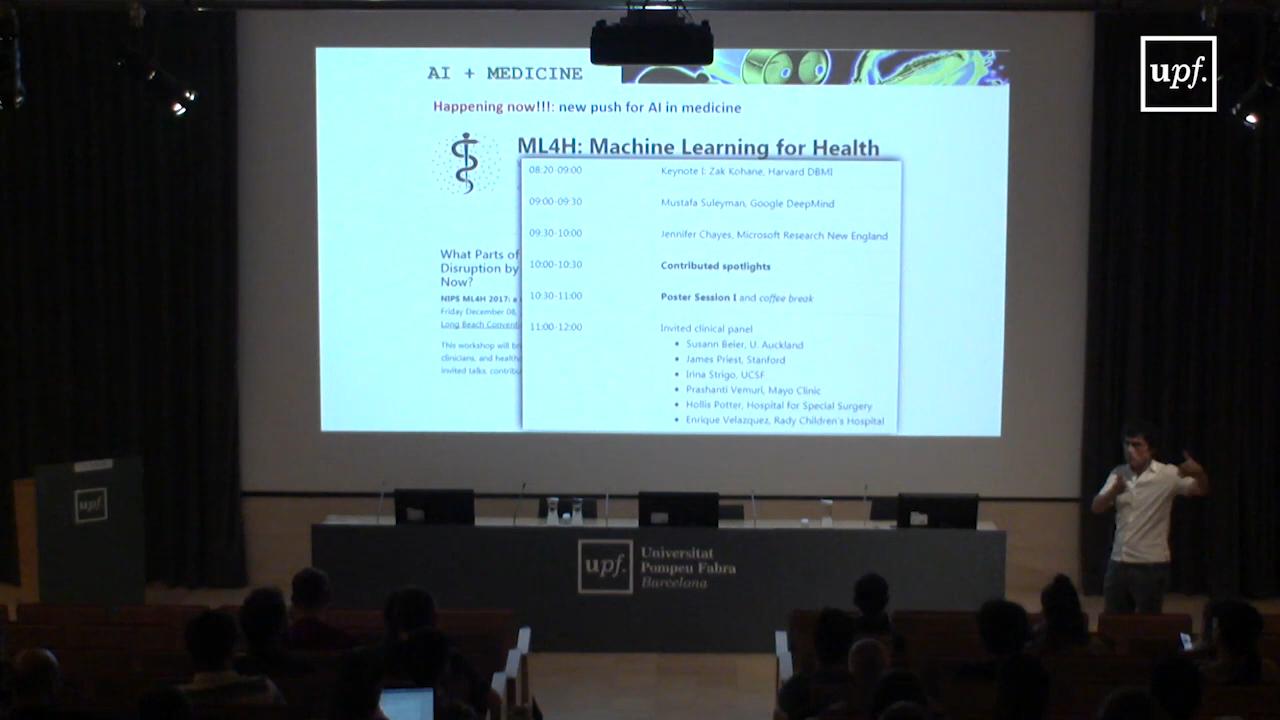 upf.
AI + MEDICINE
Happening now!!!: new push for AI in medicine
ML4H: Machine Learning for Health
08:20-09:00 Keynote I: Zak Kohane, Harvard DBMI
09:00-09:30 Mustafa Suleyman, Google DeepMind
09:30-10:00 Jennifer Chayes, Microsoft Research New England
10:00-10:30 Contributed spotlights
10:30-11:00 Poster Session I and coffee break
11:00-12:00 Invited clinical panel
• Susann Beier, U. Auckland
• James Priest, Stanford
• Irina Strigo, UCSF
• Prashanti Vemuri, Mayo Clinic
• Hollis Potter, Hospital for Special Surgery
• Enrique Velazquez, Rady Children's Hospital
What Parts of
Disruption by
Now?
NIPS ML4H 2017:
Friday December 08,
Long Beach Convent
This workshop will
clinicians, and
invited talks,
upf.
upf.
Universitat
Pompeu Fabra
Barcelona